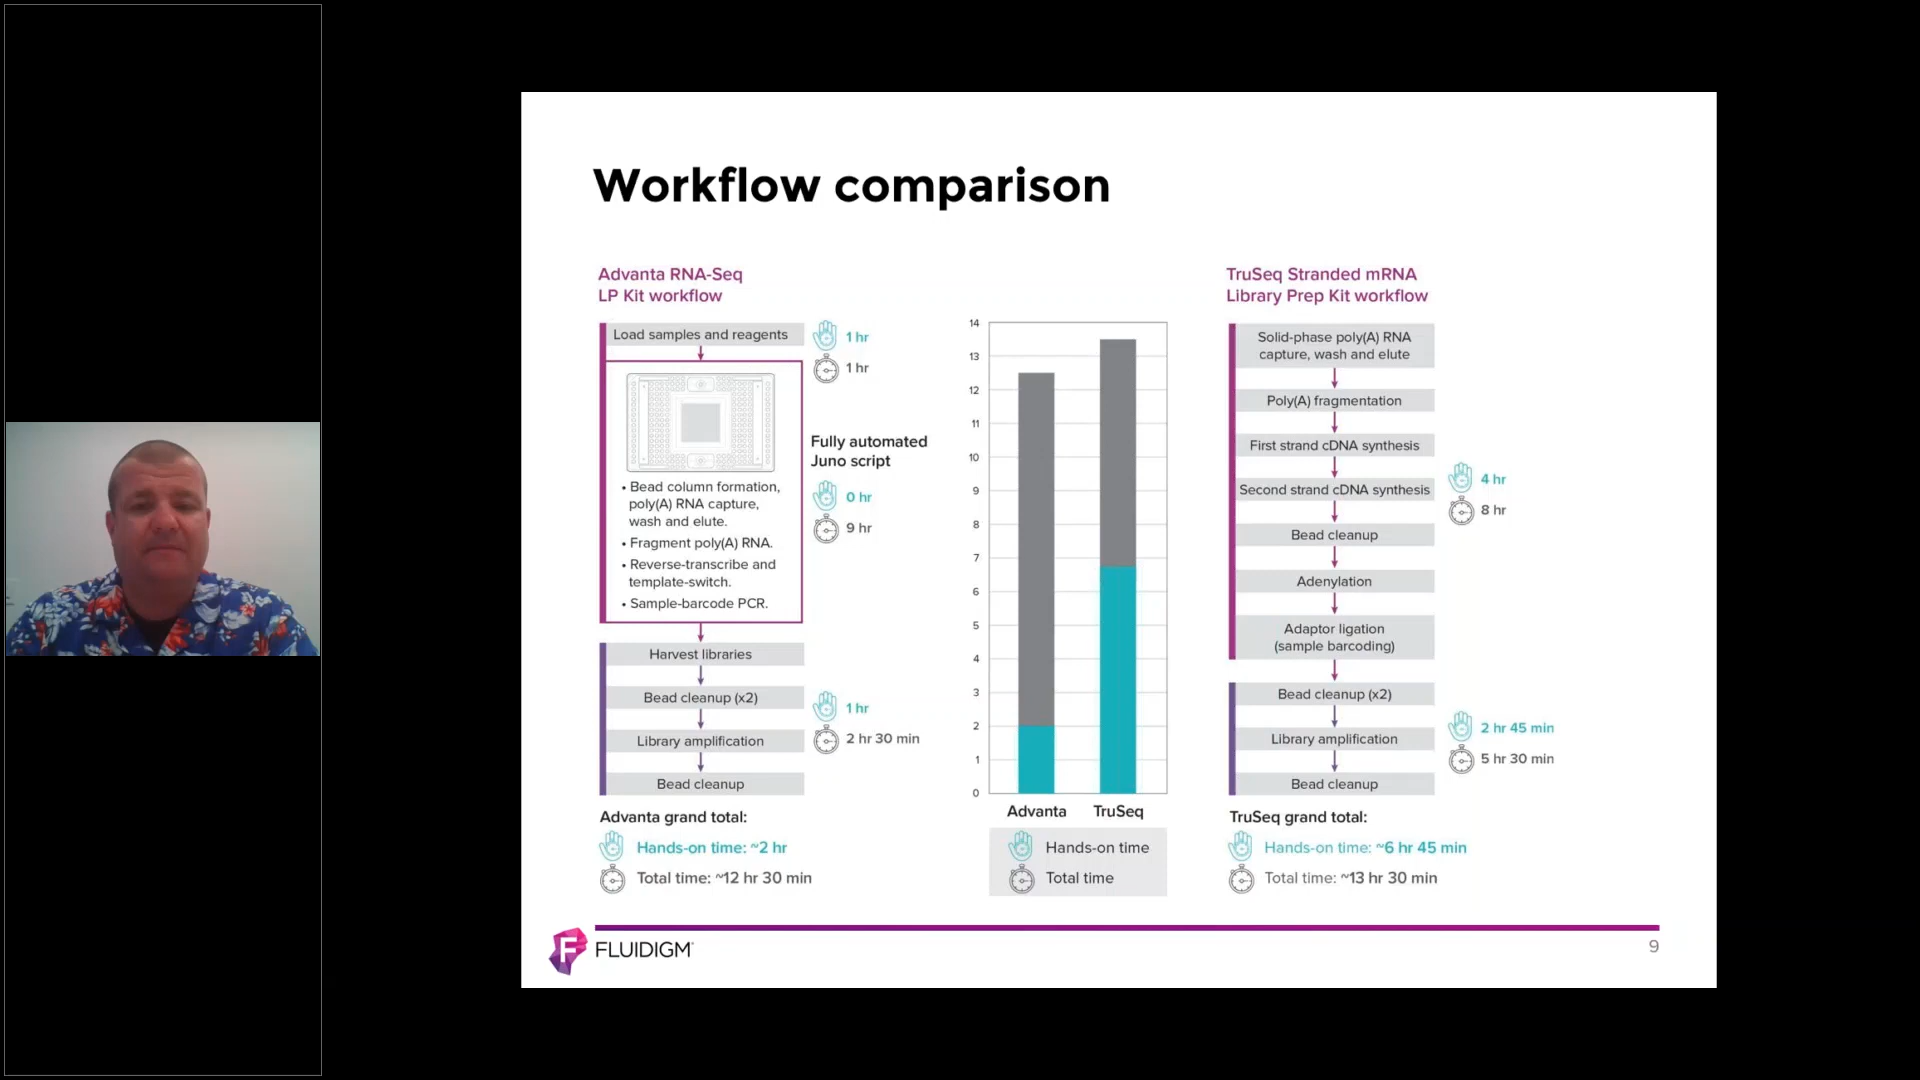 Workflow comparison
Advanta RNA-Seq
LP Kit workflow
Load samples and reagents
1 hr
1 hr
Fully automated
Juno script
0 hr
9 hr
• Bead column formation,
poly(A) RNA capture,
wash and elute.
• Fragment poly(A) RNA.
• Reverse-transcribe and
template-switch.
• Sample-barcode PCR.
Harvest libraries
Bead cleanup (x2)
Library amplification
Bead cleanup
1 hr
2 hr 30 min
Advanta grand total:
Hands-on time: ~2 hr
Total time: ~12 hr 30 min
14
13
12
11
10
9
8
7
6
5
4
3
2
1
0
Advanta
TruSeq
Hands-on time
Total time
TruSeq Stranded mRNA
Library Prep Kit workflow
Solid-phase poly(A) RNA
capture, wash and elute
Poly(A) fragmentation
First strand cDNA synthesis
Second strand cDNA synthesis
Bead cleanup
Adenylation
Adaptor ligation
(sample barcoding)
4 hr
8 hr
Bead cleanup (x2)
Library amplification
Bead cleanup
2 hr 45 min
5 hr 30 min
TruSeq grand total:
Hands-on time: ~6 hr 45 min
Total time: ~13 hr 30 min
FLUIDIGM
9